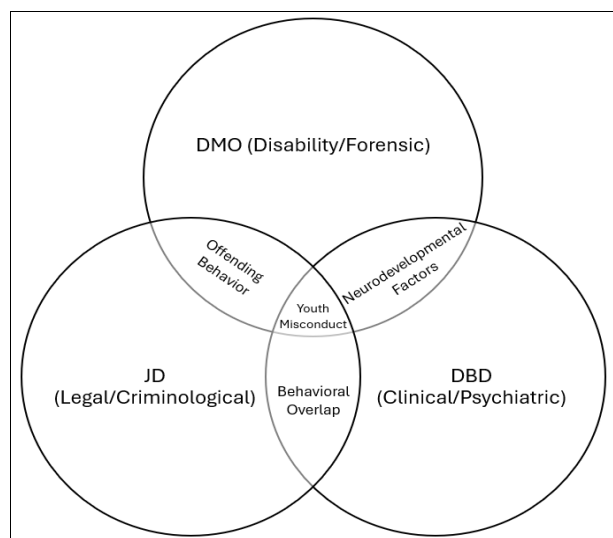 DMO (Disability/Forensic)
Offending
Behavior
Neurodevelopmental
Factors
Youth
Misconduct
JD
(Legal/Criminological)
Behavioral
Overlap
DBD
(Clinical/Psychiatric)